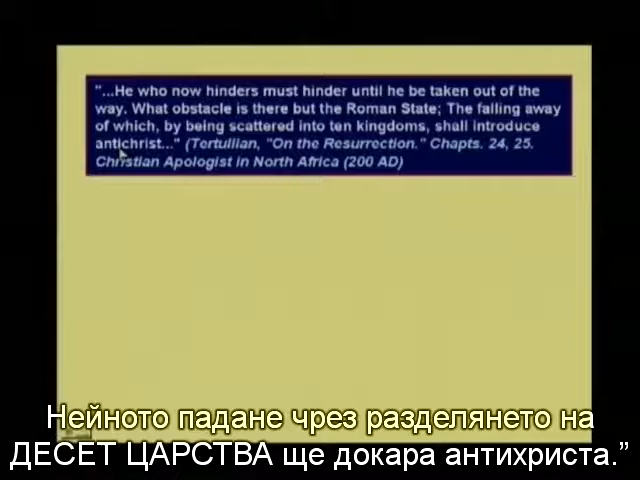 "...He who now hinders must hinder until he be taken out of the
way. What obstacle is there but the Roman State; The falling away
of which, by being scattered into ten kingdoms, shall introduce
antichrist..." (Tertullian, "On the Resurrection." Chapts. 24, 25.
Christian Apologist in North Africa (200 AD)
Нейното падане чрез разделянето на
ДЕСЕТ ЦАРСТВА ще докара антихриста.”